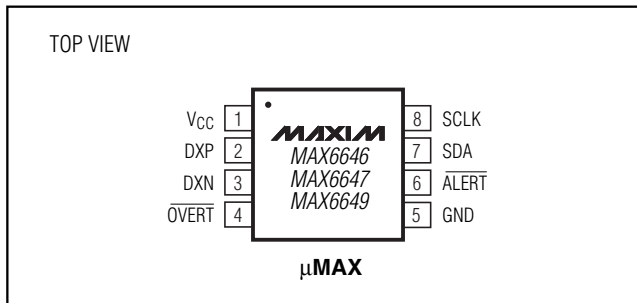 TOP VIEW
VCC 1
DXP 2
DXN 3
OVERT 4
MAXIM
MAX6646
MAX6647
MAX6649
8 SCLK
7 SDA
6 ALERT
5 GND
µMAX